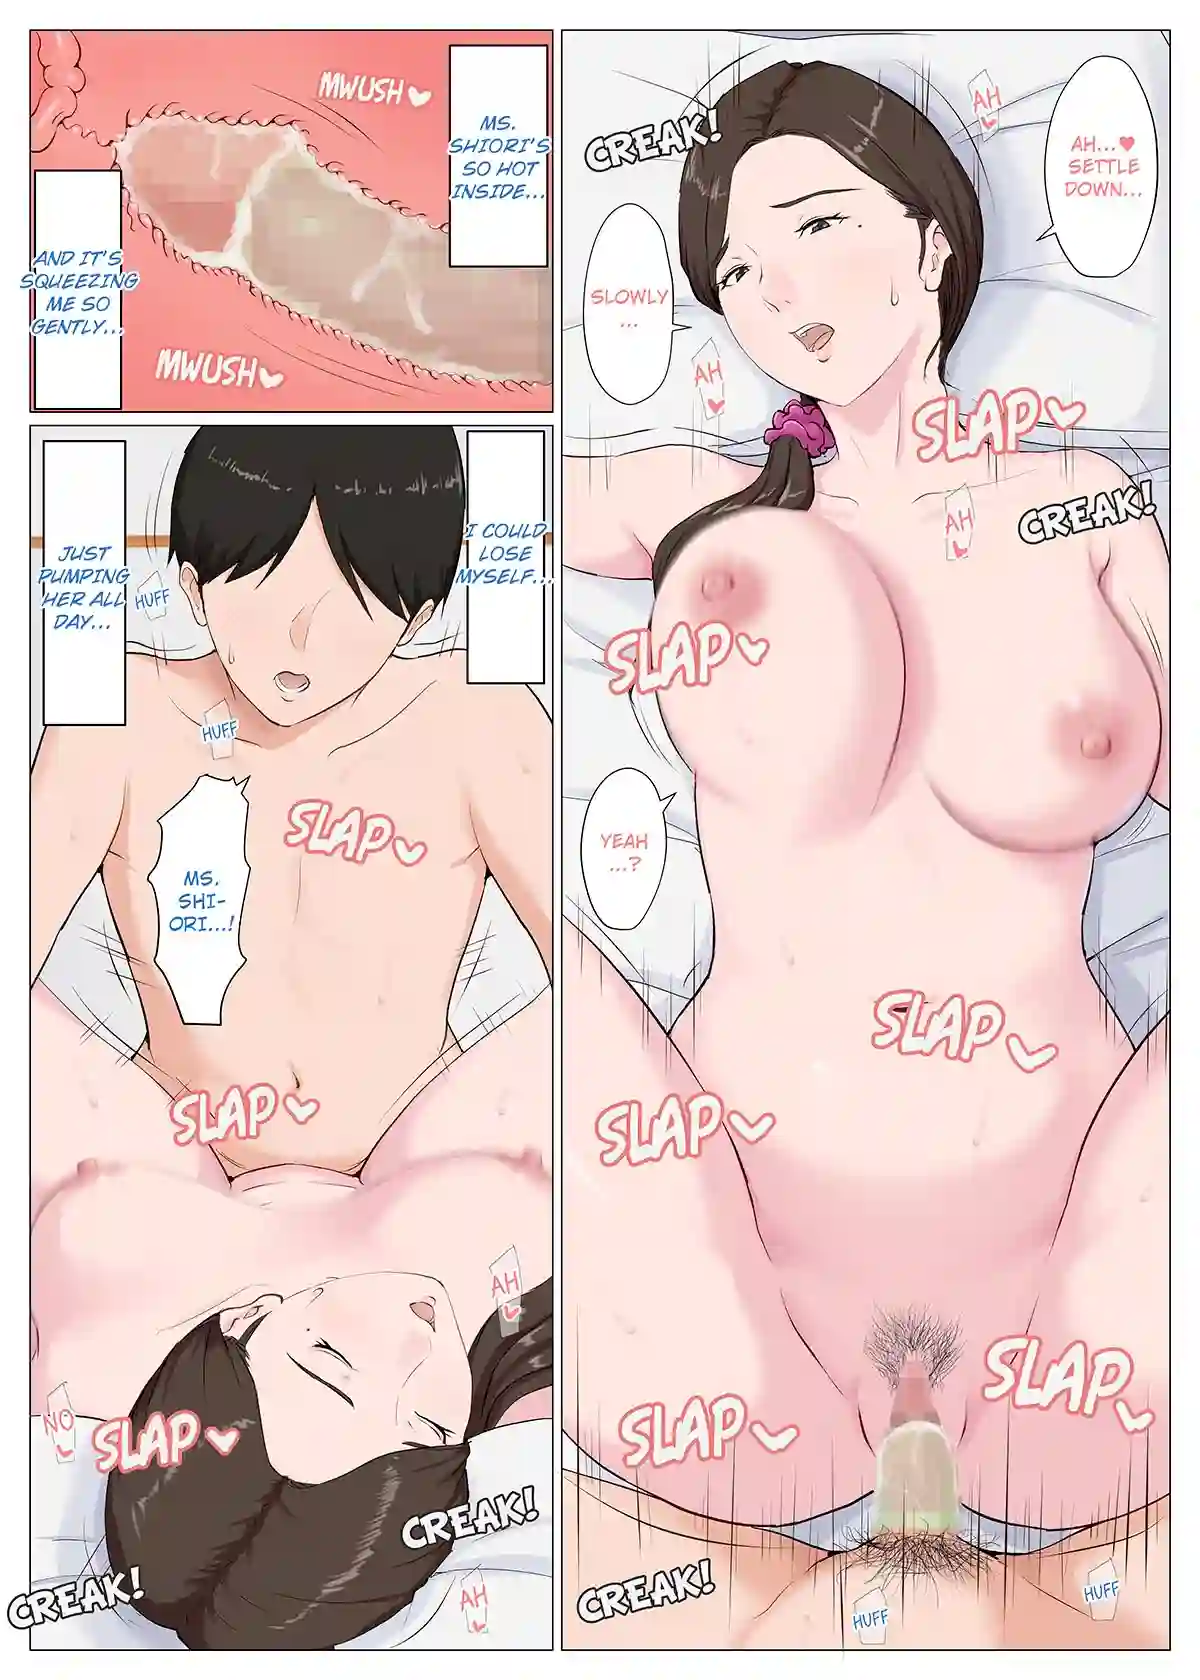 CREAK!
AH
AH...♥
SETTLE
DOWN...
SLOWLY
...
AH
SLAP
AH
CREAK!
SLAP
YEAH
...?
SLAP
SLAP
SLAP
SLAP
CREAK!
HUFF
HUFF
MWUSH
MS.
SHIORI'S
SO HOT
INSIDE...
AND IT'S
SQUEEZING
ME SO
GENTLY...
MWUSH
I COULD
LOSE
MYSELF...
JUST
PUMPING
HER ALL
DAY...
HUFF
HUFF
SLAP
MS.
SHI-
ORI...!
SLAP
AH
NO
SLAP
CREAK!
CREAK!
AH